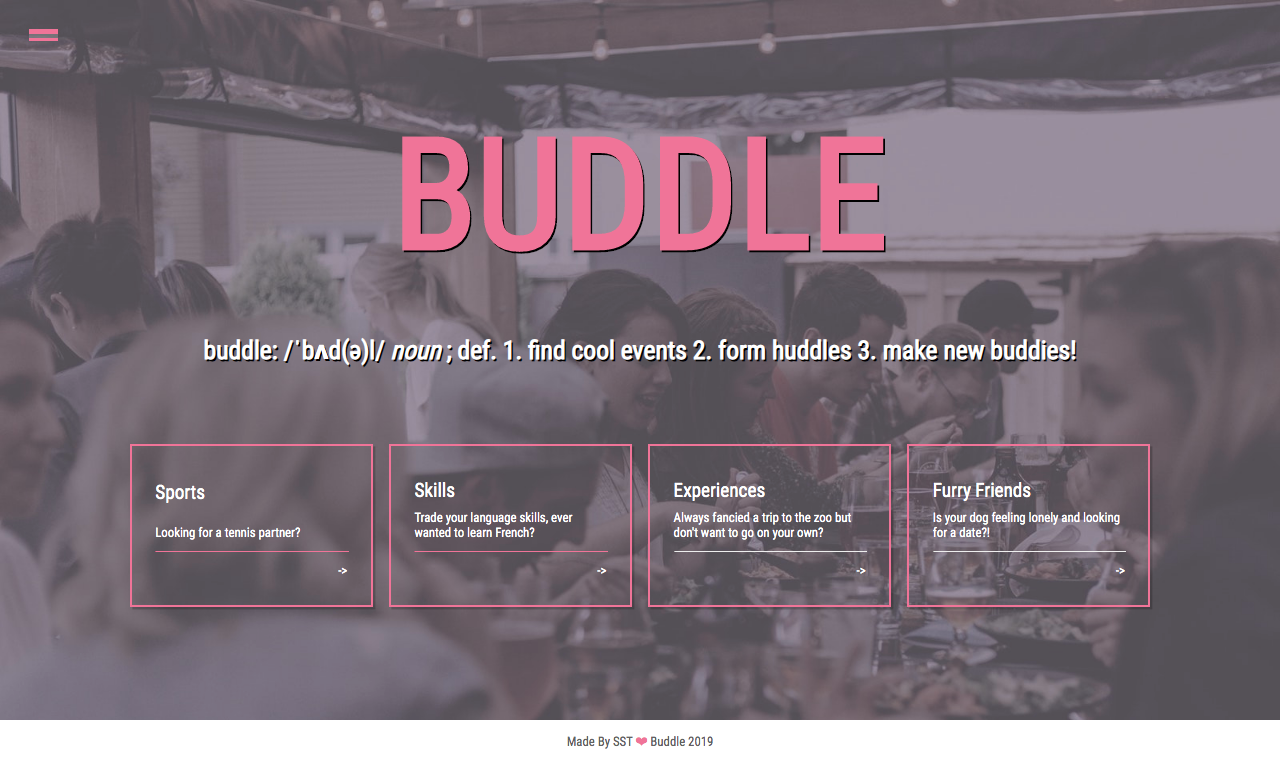 BUDDLE
buddle: /ˈbʌd(ə)l/ noun ; def. 1. find cool events 2. form huddles 3. make new buddies!
Sports
Looking for a tennis partner?
->
Skills
Trade your language skills, ever
wanted to learn French?
->
Experiences
Always fancied a trip to the zoo but
don't want to go on your own?
->
Furry Friends
Is your dog feeling lonely and looking
for a date?!
->
Made By SST ❤ Buddle 2019